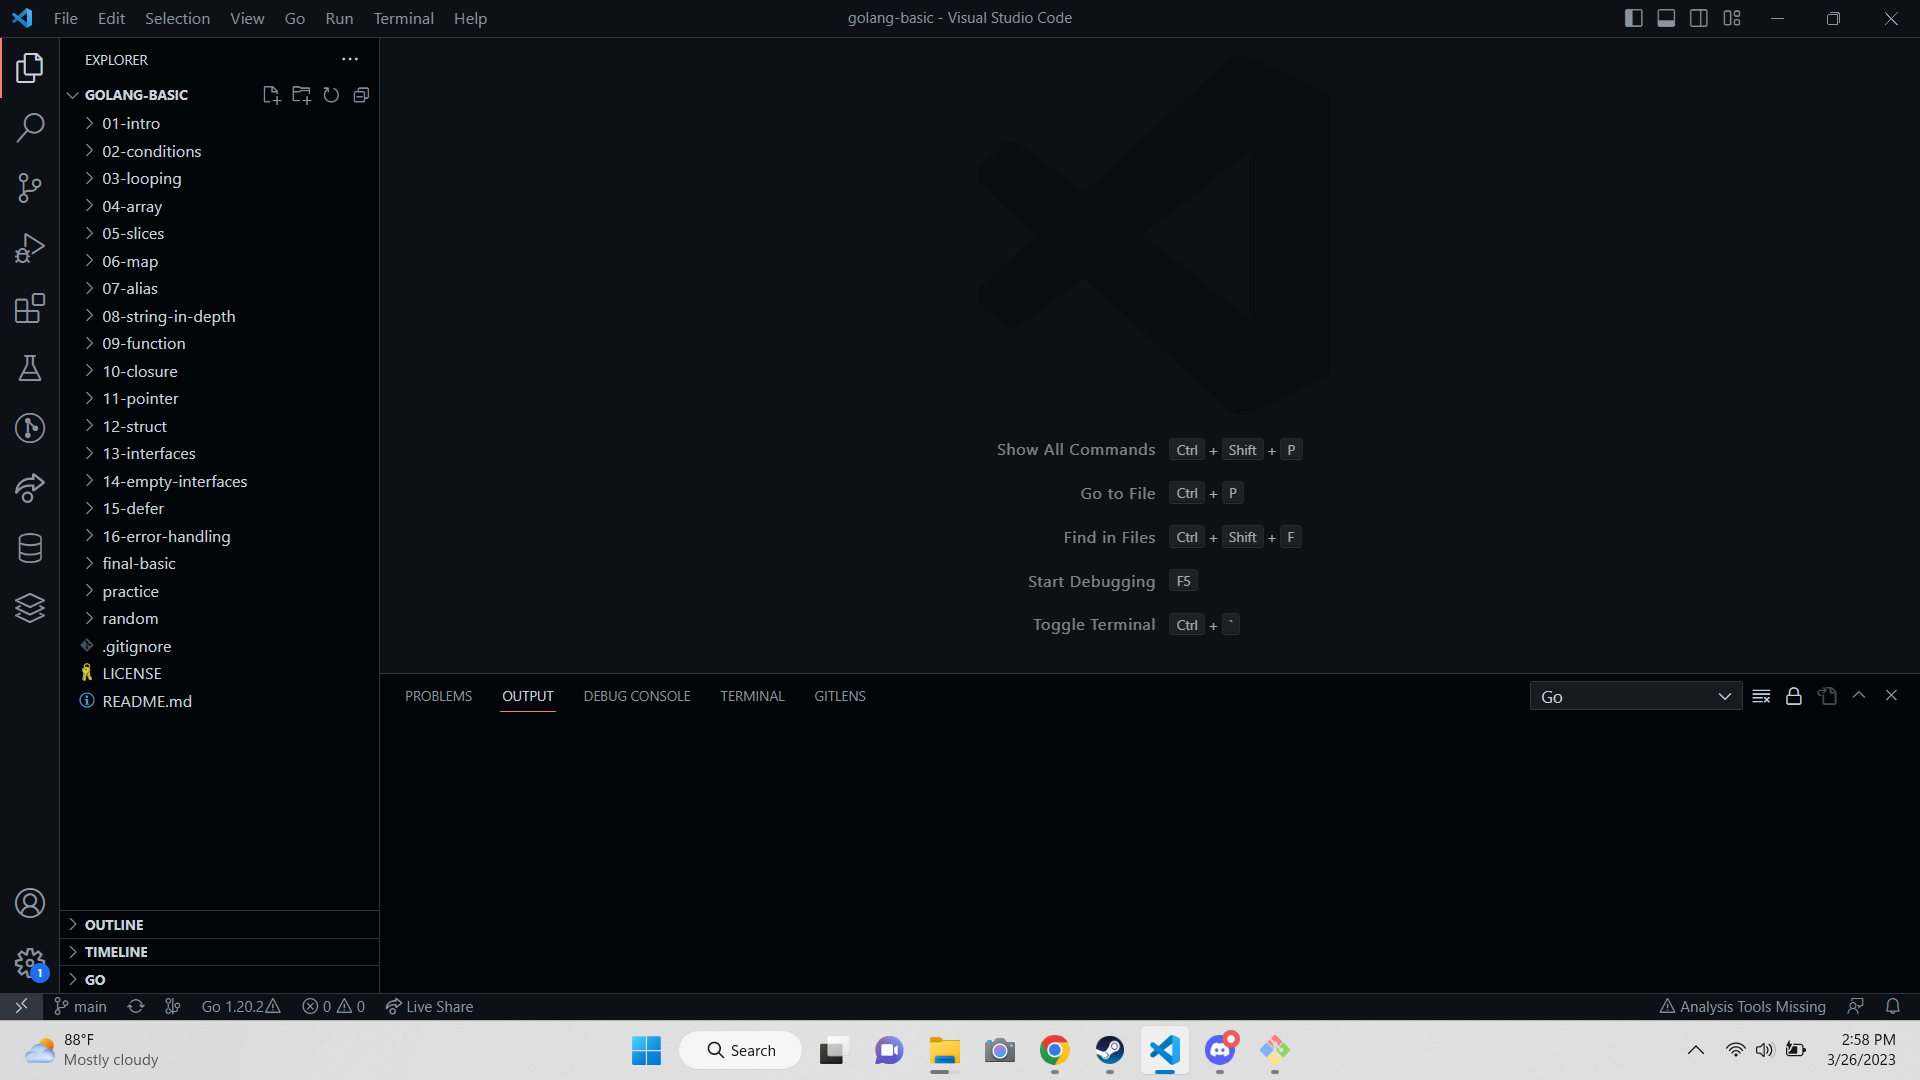 File Edit Selection View Go Run Terminal Help
golang-basic - Visual Studio Code
EXPLORER
GOLANG-BASIC
01-intro
02-conditions
03-looping
04-array
05-slices
06-map
07-alias
08-string-in-depth
09-function
10-closure
11-pointer
12-struct
13-interfaces
14-empty-interfaces
15-defer
16-error-handling
final-basic
practice
random
.gitignore
LICENSE
README.md
OUTLINE
TIMELINE
GO
1
Show All Commands Ctrl + Shift + P
Go to File Ctrl + P
Find in Files Ctrl + Shift + F
Start Debugging F5
Toggle Terminal Ctrl + `
PROBLEMS OUTPUT DEBUG CONSOLE TERMINAL GITLENS
Go
main Go 1.20.2 0 0 Live Share
Analysis Tools Missing
88°F
Mostly cloudy
Search
2:58 PM
3/26/2023